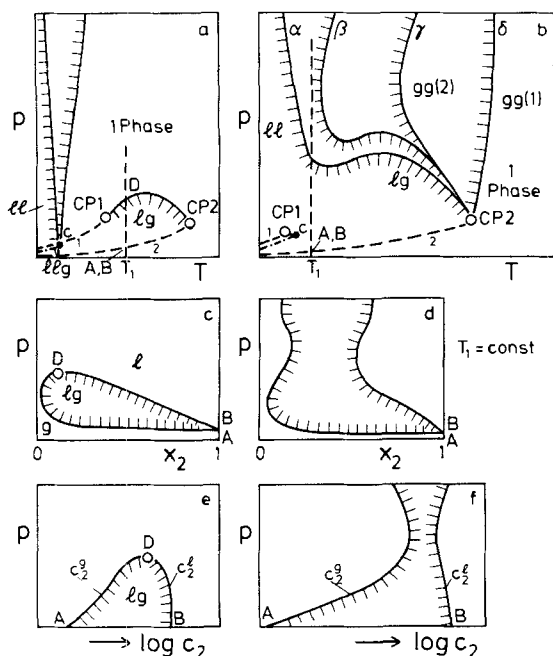 a
p
ll
1 Phase
D
CP1
CP2
lg
c
1
2
llg
A,B
T₁
T
α
β
γ
δ
b
p
gg(2)
gg(1)
ll
lg
1
Phase
CP1
CP2
1
c
A,B
2
T₁
T
c
p
D
l
lg
g
B
A
0
x₂
1
d
p
T₁ = const
B
A
0
x₂
1
e
p
D
c₂ᵍ
c₂ˡ
lg
A
B
→ log c₂
f
p
c₂ᵍ
c₂ˡ
A
B
→ log c₂